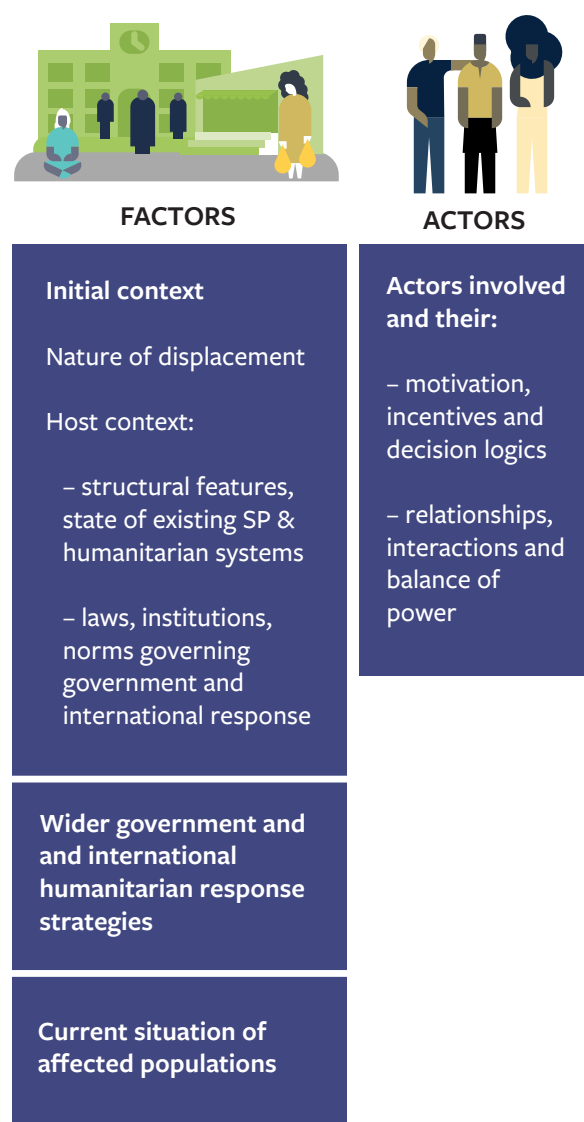 FACTORS
Initial context
Nature of displacement
Host context:
– structural features,
state of existing SP &
humanitarian systems
– laws, institutions,
norms governing
government and
international response
Wider government and
and international
humanitarian response
strategies
Current situation of
affected populations
ACTORS
Actors involved
and their:
– motivation,
incentives and
decision logics
– relationships,
interactions and
balance of
power